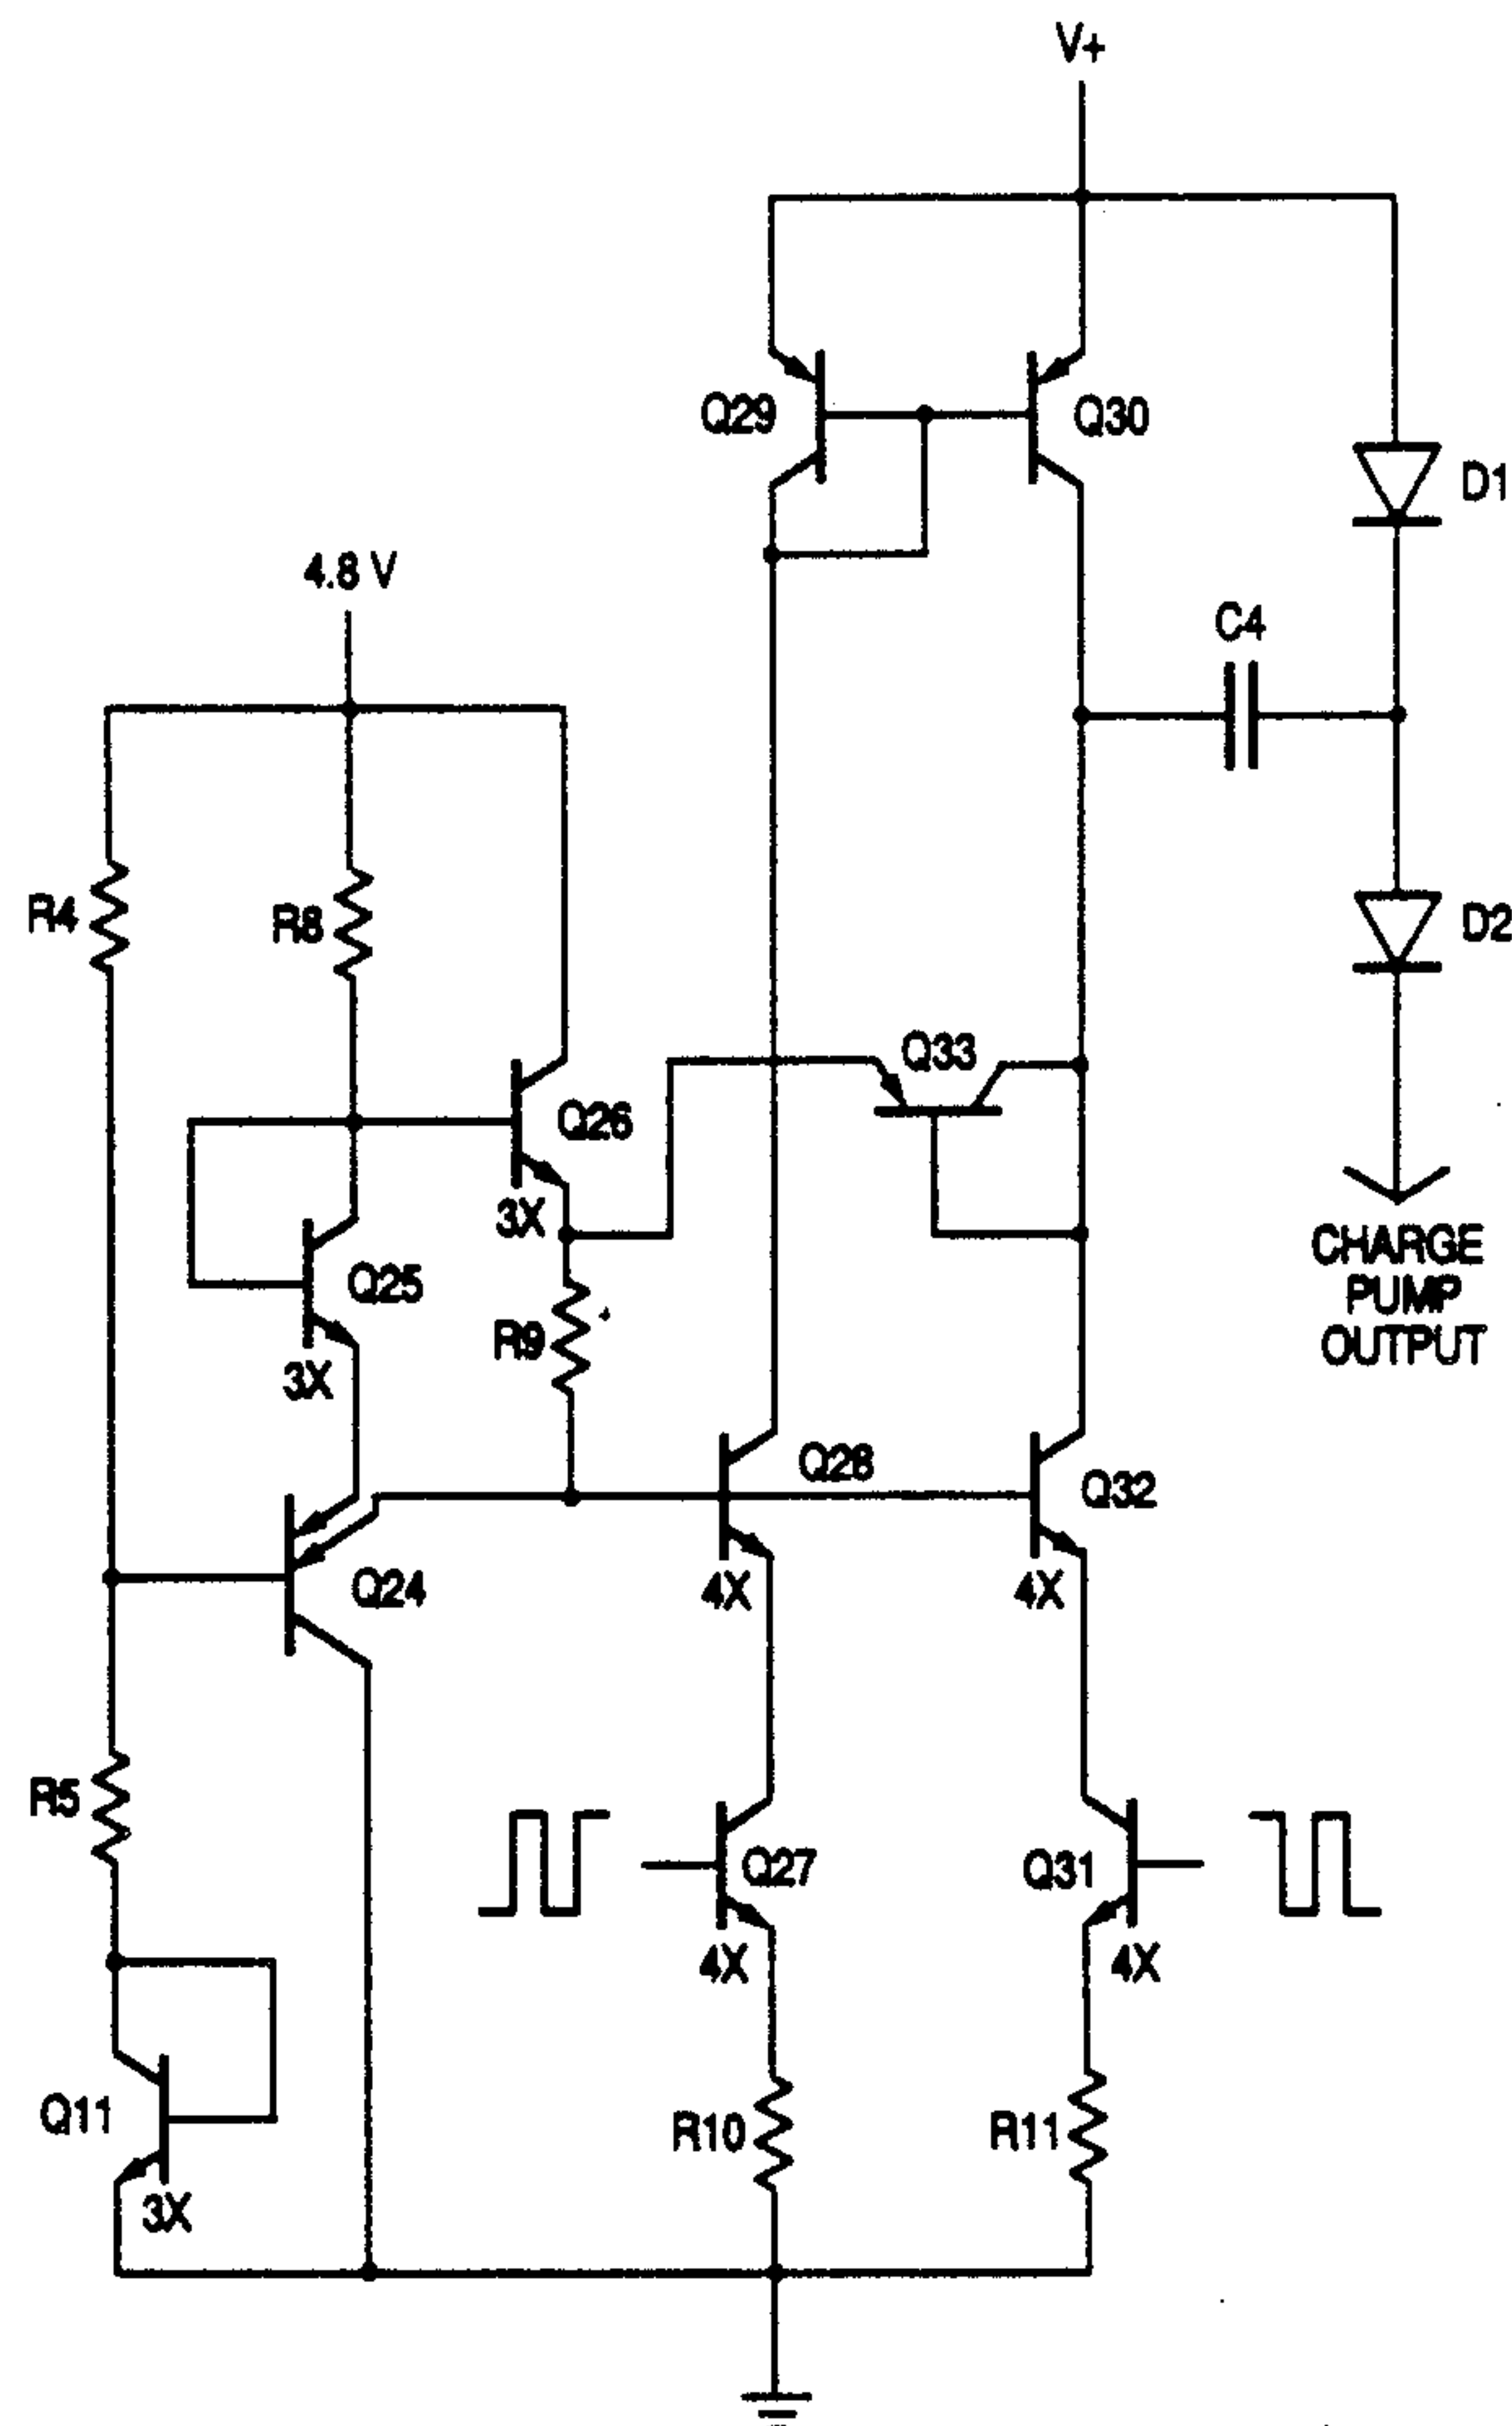 V+
Q29
Q30
D1
4.8 V
C4
R4
R8
D2
Q33
Q26
3X
Q25
3X
R9
CHARGE
PUMP
OUTPUT
Q28
Q32
4X
4X
Q24
R5
Q27
Q31
4X
4X
Q11
3X
R10
R11